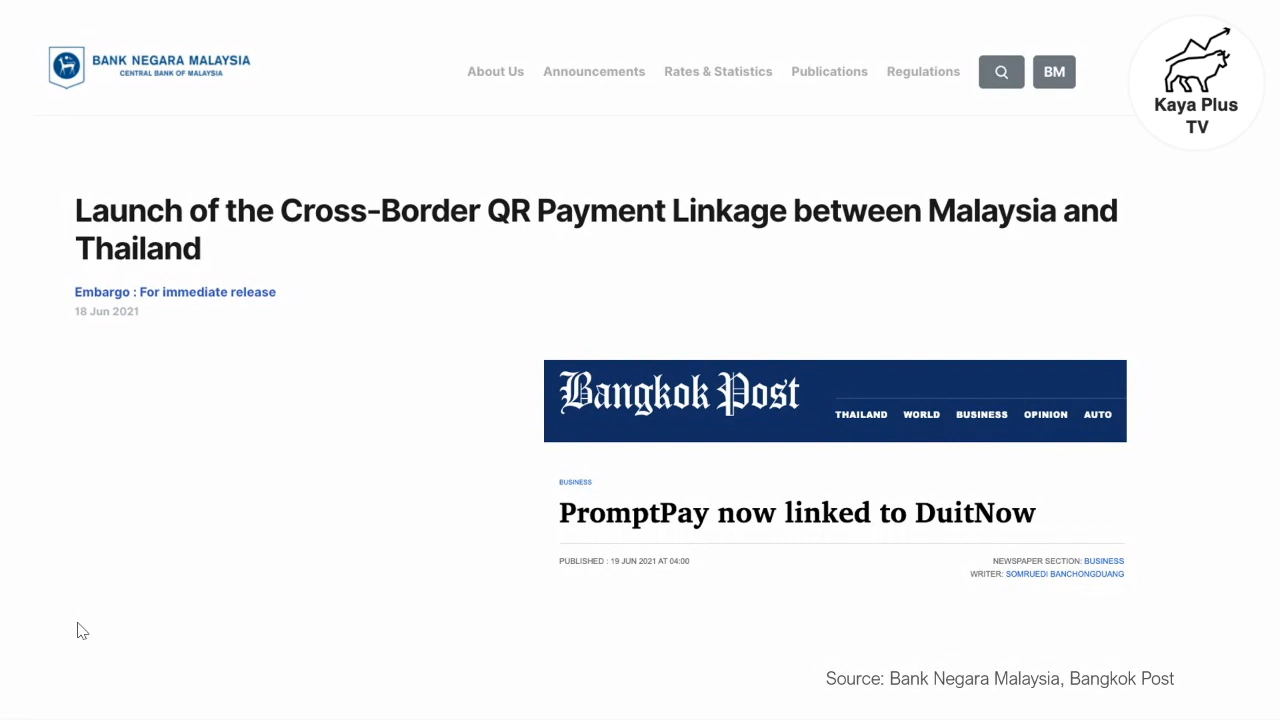 BANK NEGARA MALAYSIA
CENTRAL BANK OF MALAYSIA
About Us Announcements Rates & Statistics Publications Regulations BM
Kaya Plus
TV
Launch of the Cross-Border QR Payment Linkage between Malaysia and
Thailand
Embargo : For immediate release
18 Jun 2021
Bangkok Post
THAILAND WORLD BUSINESS OPINION AUTO
BUSINESS
PromptPay now linked to DuitNow
PUBLISHED : 19 JUN 2021 AT 04:00
NEWSPAPER SECTION: BUSINESS
WRITER: SOMRUEDI BANCHONGDUANG
Source: Bank Negara Malaysia, Bangkok Post